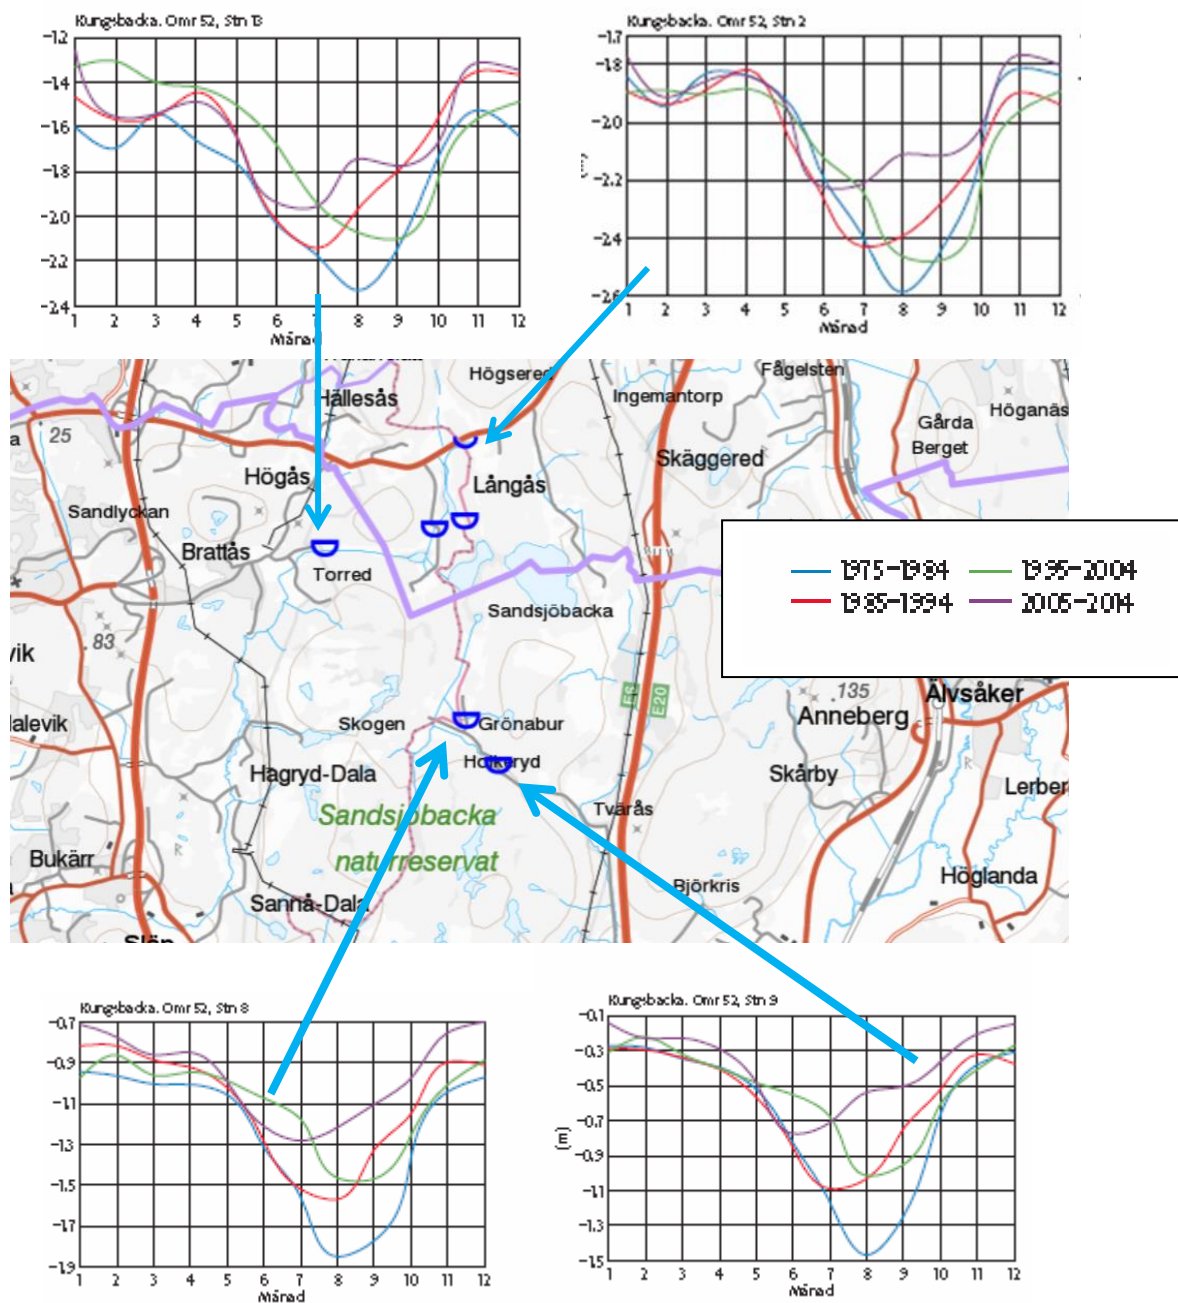 Kungsbacka. Omr 52, Stn 13
-1.2
-1.4
-1.6
-1.8
-2.0
-2.2
-2.4
1 2 3 4 5 6 7 8 9 10 11 12
Månad
Kungsbacka. Omr 52, Stn 2
-1.7
-1.8
-2.0
-2.2
-2.4
-2.6
1 2 3 4 5 6 7 8 9 10 11 12
Månad
Högsered
Fågelsten
Hällesås
Ingemantorp
Höganäs
25
Gårda
Berget
Högås
Skäggered
Långås
Sandlyckan
Brattås
Torred
Sandsjöbacka
1975-1984
1995-2004
1985-1994
2005-2014
.83
vik
E6
E20
.135
Älvsåker
Anneberg
dalevik
Skogen
Grönabur
Holkeryd
Hagryd-Dala
Skårby
Lerber
Tvärås
Sandsjöbacka
naturreservat
Bukärr
Björkris
Höglanda
Sannå-Dala
Släp
Kungsbacka. Omr 52, Stn 8
-0.7
-0.9
-1.1
-1.3
-1.5
-1.7
-1.9
1 2 3 4 5 6 7 8 9 10 11 12
Månad
Kungsbacka. Omr 52, Stn 9
-0.1
-0.3
-0.5
-0.7
(m)
-0.9
-1.1
-1.3
-1.5
1 2 3 4 5 6 7 8 9 10 11 12
Månad